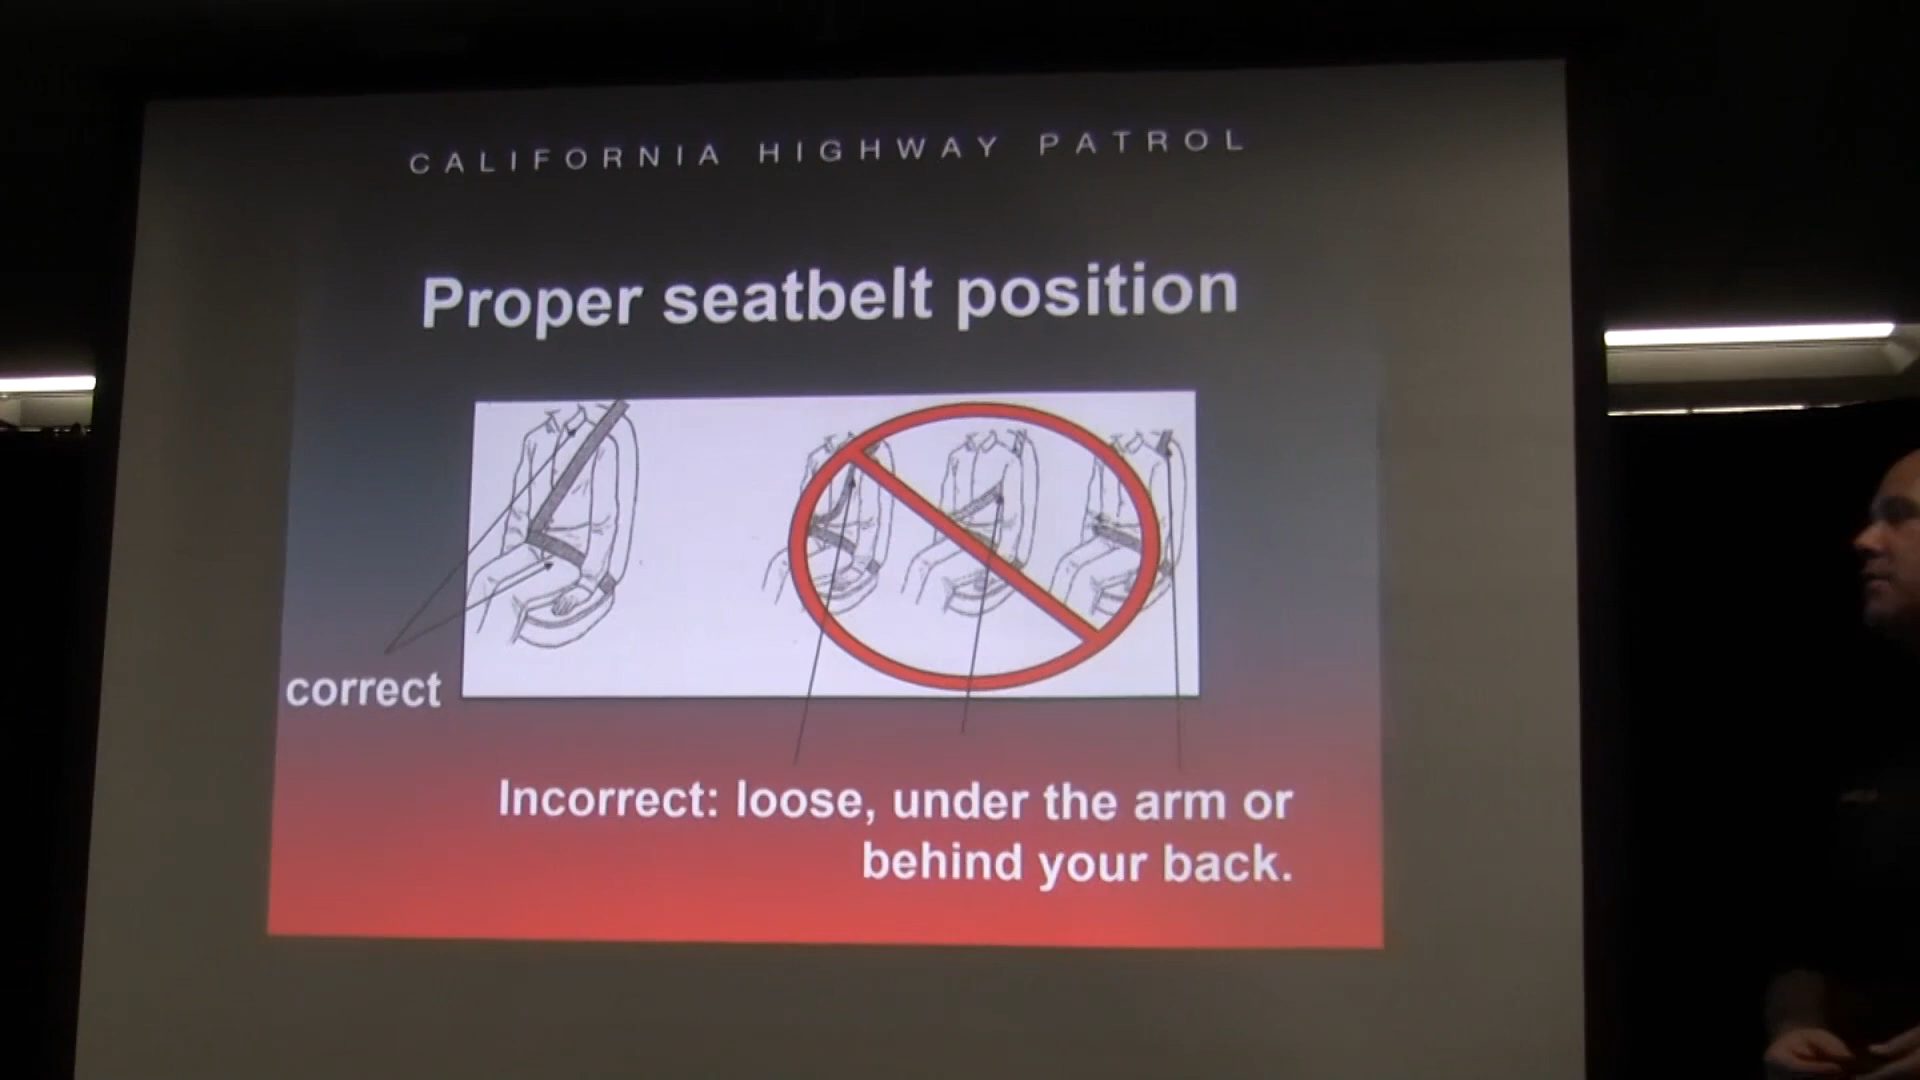 CALIFORNIA HIGHWAY PATROL
Proper seatbelt position
correct
Incorrect: loose, under the arm or
behind your back.